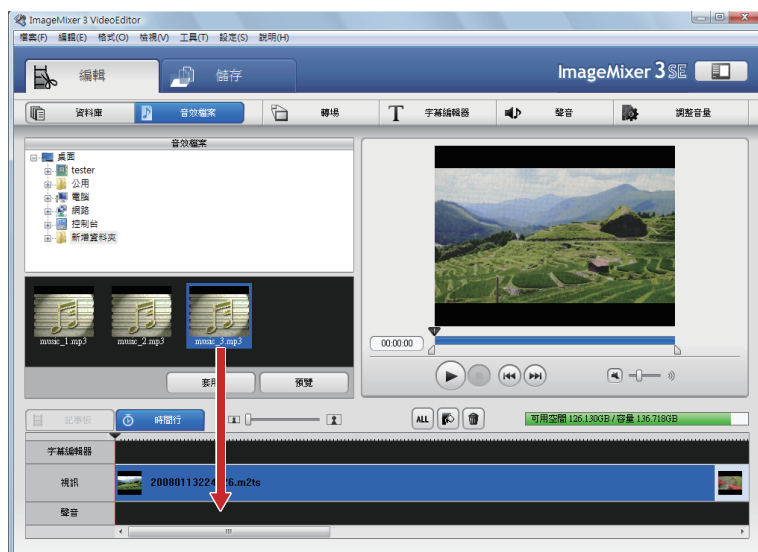 ImageMixer 3 VideoEditor
檔案(F) 編輯(E) 格式(O) 檢視(V) 工具(T) 設定(S) 說明(H)
編輯 儲存 ImageMixer 3 SE
資料庫 音效檔案 轉場 T 字幕編輯器 聲音 調整音量
音效檔案
桌面
tester
公用
電腦
網路
控制台
新增資料夾
music_1.mp3 music_2.mp3 music_3.mp3
00:00:00
套用 預覽
記事板 時間行 ALL 可用空間 126.130GB / 容量 136.718GB
字幕編輯器
視訊
聲音